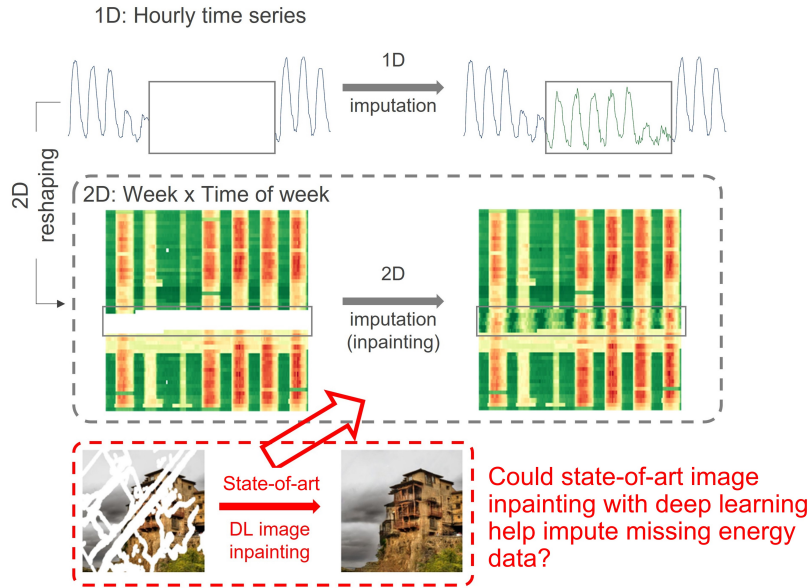 1D: Hourly time series
1D
imputation
2D
reshaping
2D: Week x Time of week
2D
imputation
(inpainting)
State-of-art
DL image
inpainting
Could state-of-art image
inpainting with deep learning
help impute missing energy
data?